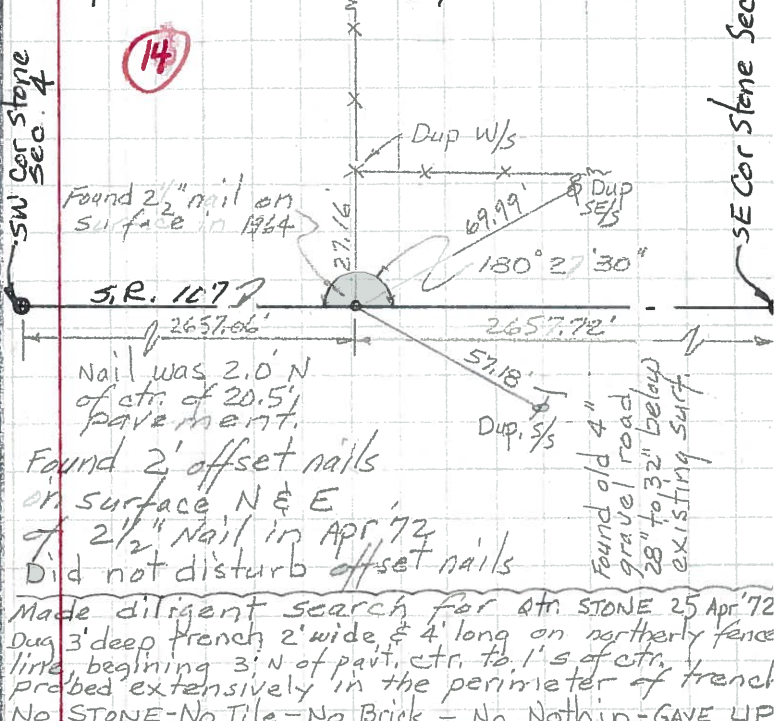 14
SW Cor Stone
Sec. 4
SE Cor Stone Sec
Dup W/s
Found 2½" nail on
surface in 1964
27.16'
69.99'
Dup
SE/s
180° 27' 30"
S.R. 167
2657.06'
2657.72'
57.18'
Dup. S/s
Nail was 2.0' N
of ctr. of 20.5'
pavement.
Found 2' offset nails
on surface N & E
of 2½" Nail in Apr '72
Did not disturb offset nails
Found old 4"
gravel road
28" to 32" below
existing surf.
Made diligent search for Qtr STONE 25 Apr '72
Dug 3' deep trench 2' wide & 4' long on northerly fence
line, begining 3' N of pav't. ctr. to 1' S of ctr.
probed extensively in the perimeter of trench
No STONE-No Tile-No Brick - No Nothin-GAVE UP